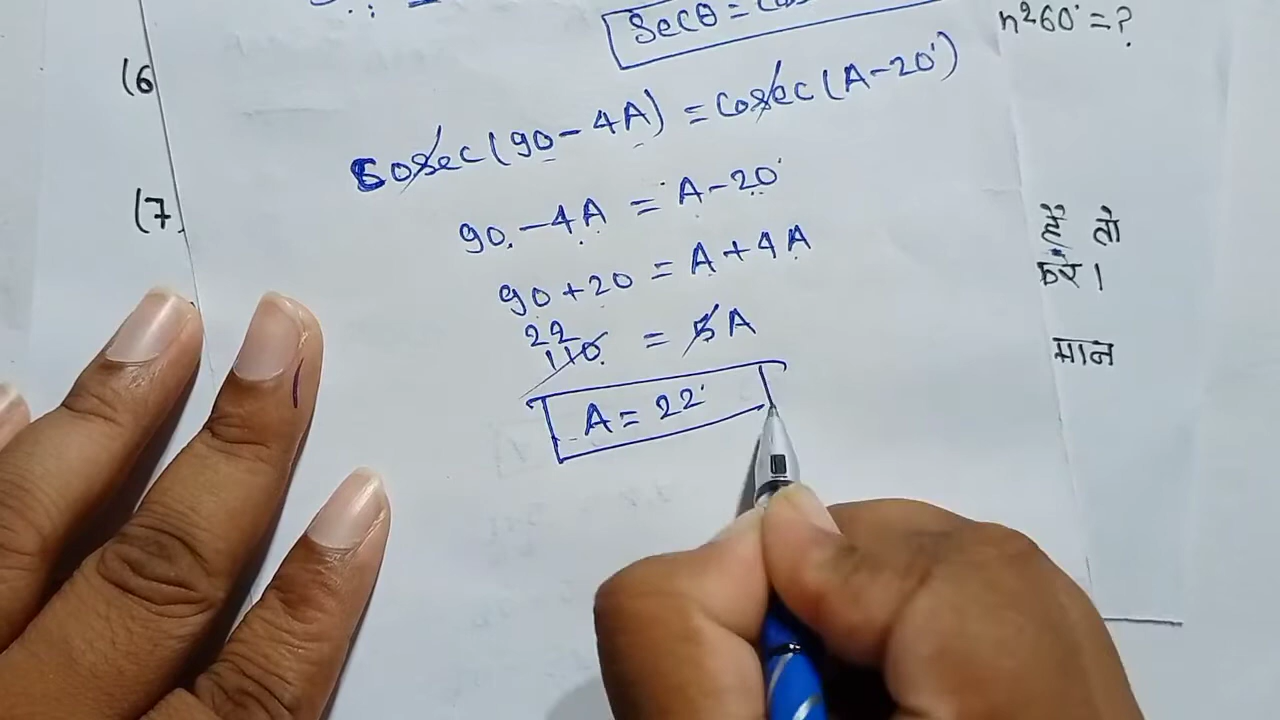 Secθ = Cos
n²60° = ?
(6
Cosec(90-4A) = Cosec(A-20°)
(7
90-4A = A-20°
हैं तो
90+20 = A+4A
करें।
22
110 = 5A
मान
A = 22°